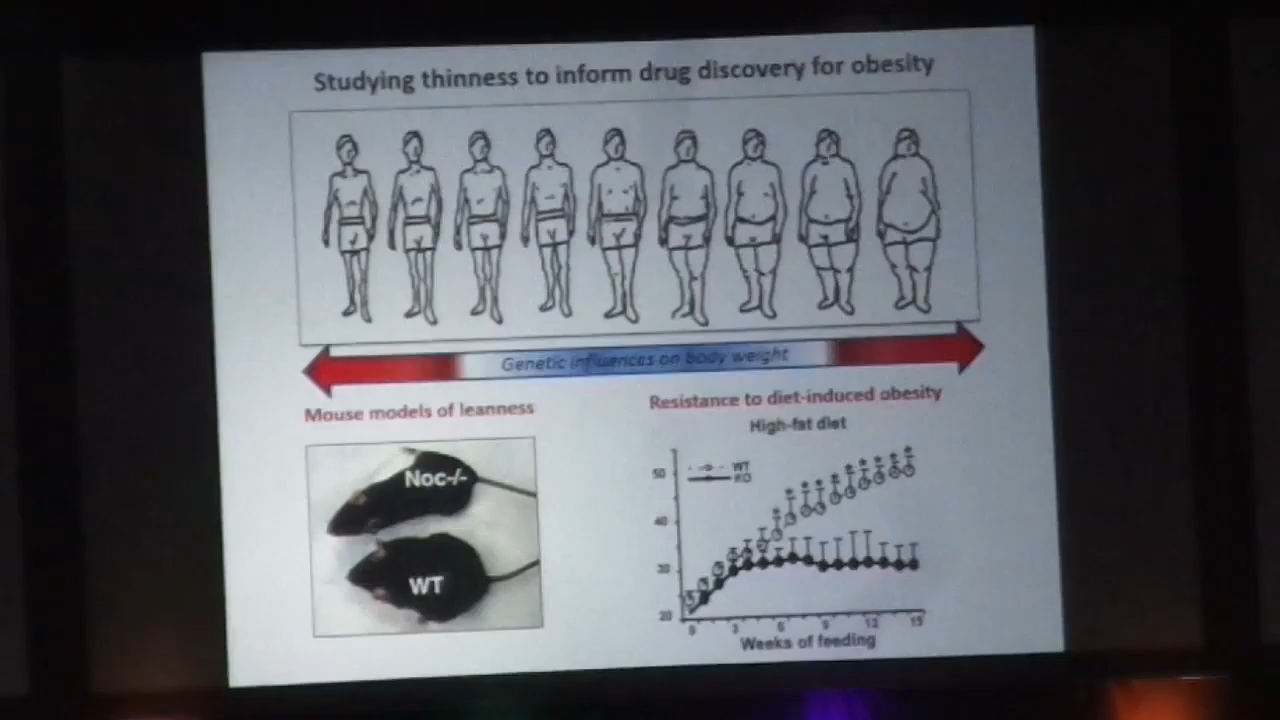 Studying thinness to inform drug discovery for obesity
Genetic influences on body weight
Mouse models of leanness
Resistance to diet-induced obesity
High-fat diet
Noc-/-
WT
WT
KO
50
40
30
20
0 3 6 9 12 15
Weeks of feeding